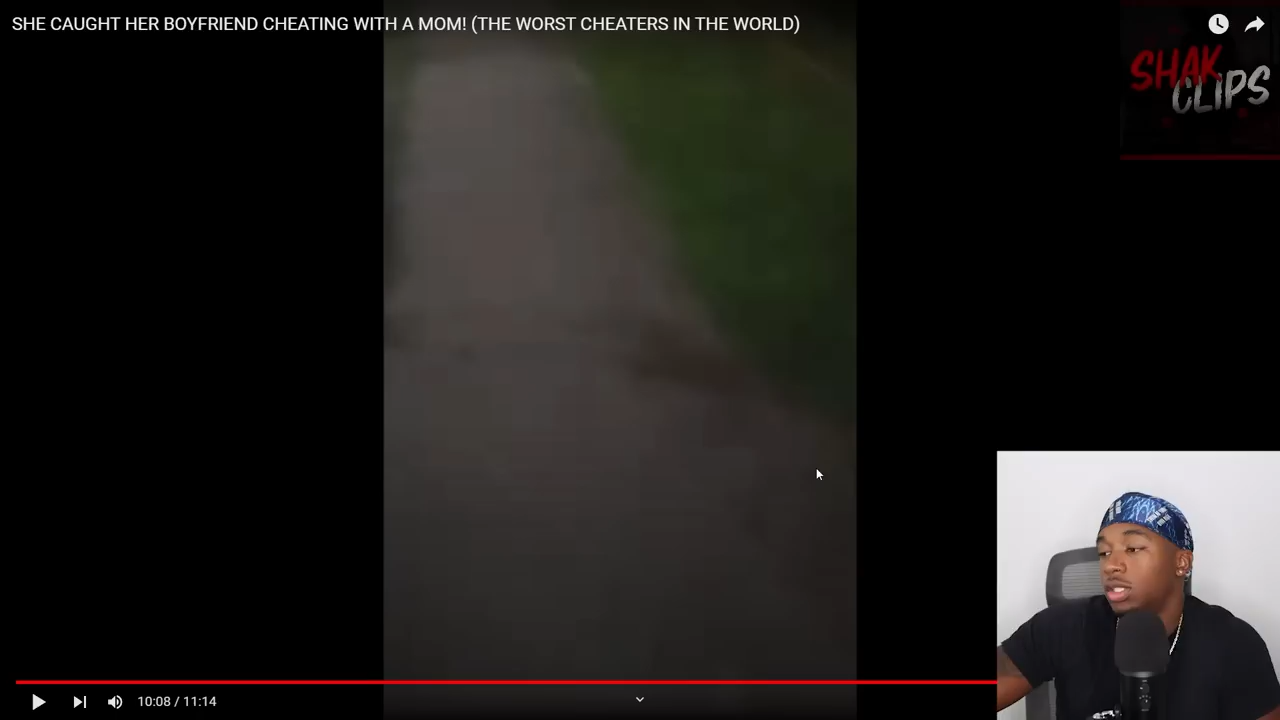 SHE CAUGHT HER BOYFRIEND CHEATING WITH A MOM! (THE WORST CHEATERS IN THE WORLD)
SHAK
CLIPS
10:08 / 11:14